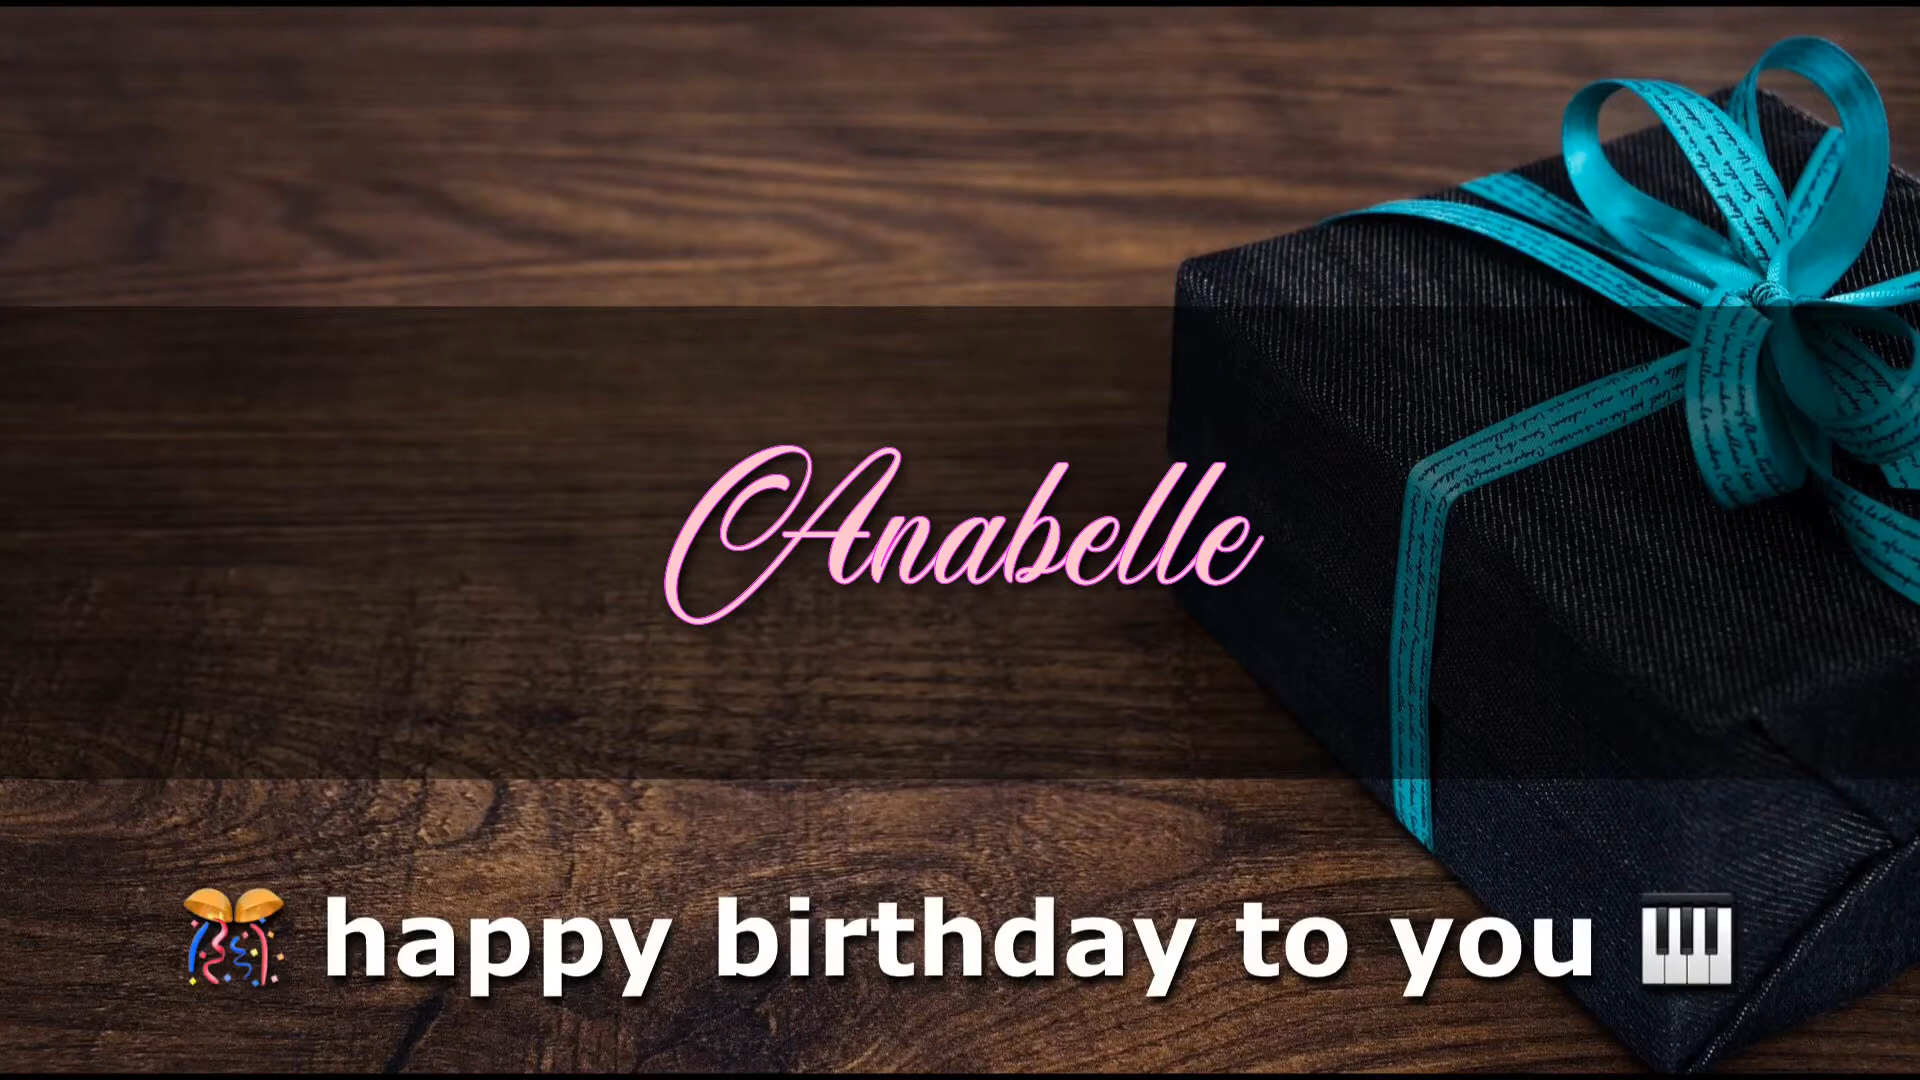 Anabelle
🎊 happy birthday to you 🎹